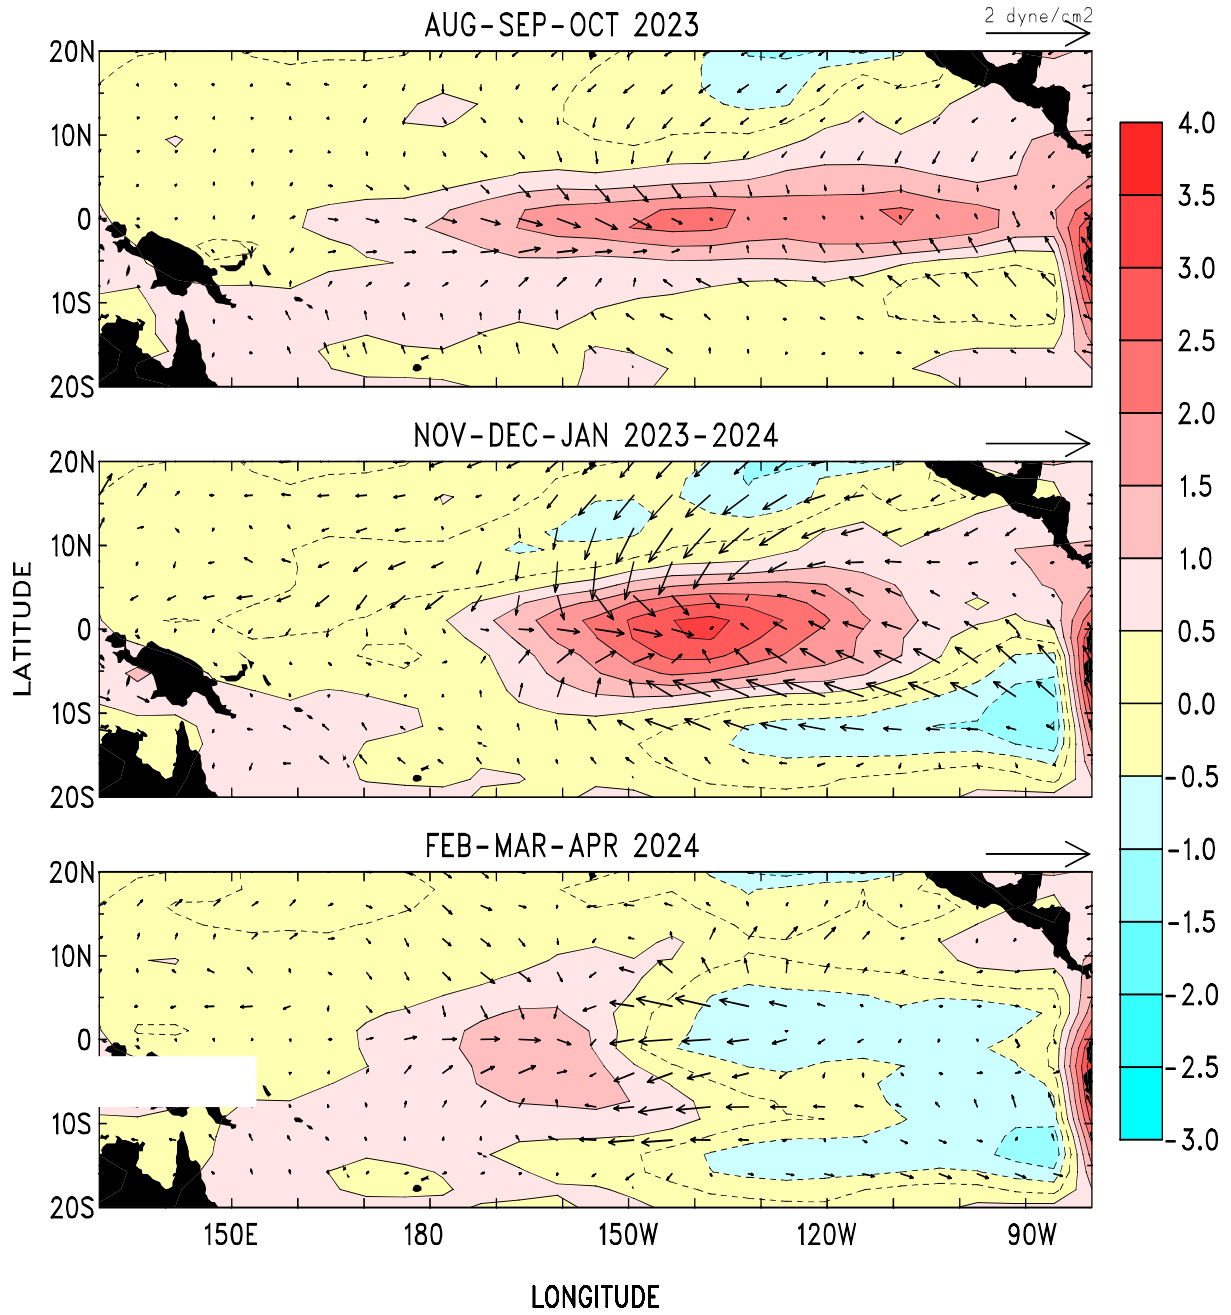 AUG-SEP-OCT 2023
2 dyne/cm2
20N
10N
0
10S
20S
NOV-DEC-JAN 2023-2024
20N
10N
0
10S
20S
FEB-MAR-APR 2024
20N
10N
0
10S
20S
150E 180 150W 120W 90W
LATITUDE
LONGITUDE
4.0
3.5
3.0
2.5
2.0
1.5
1.0
0.5
0.0
-0.5
-1.0
-1.5
-2.0
-2.5
-3.0